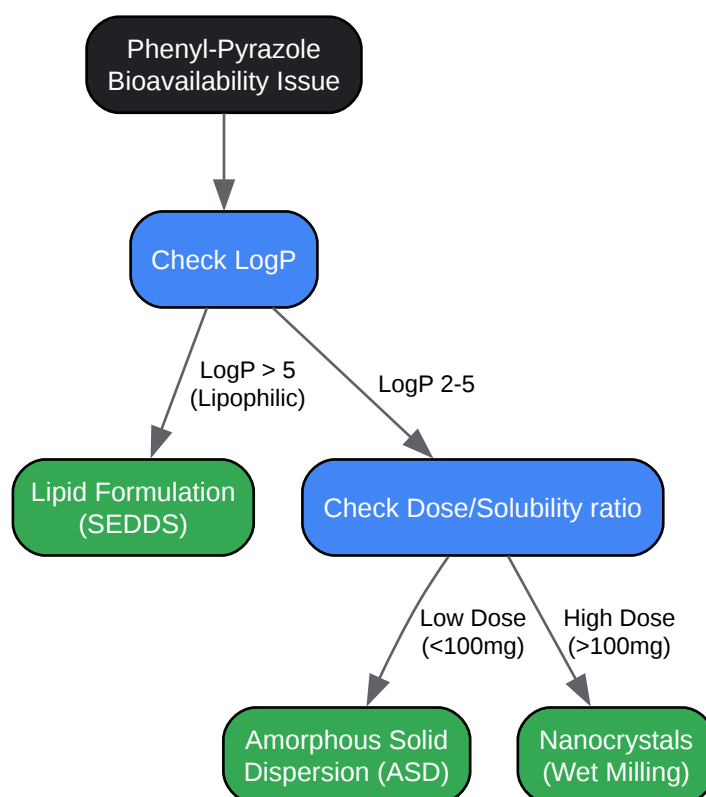 Phenyl-Pyrazole
Bioavailability Issue
Check LogP
LogP > 5
(Lipophilic)
LogP 2-5
Lipid Formulation
(SEDDS)
Check Dose/Solubility ratio
Low Dose
(<100mg)
High Dose
(>100mg)
Amorphous Solid
Dispersion (ASD)
Nanocrystals
(Wet Milling)